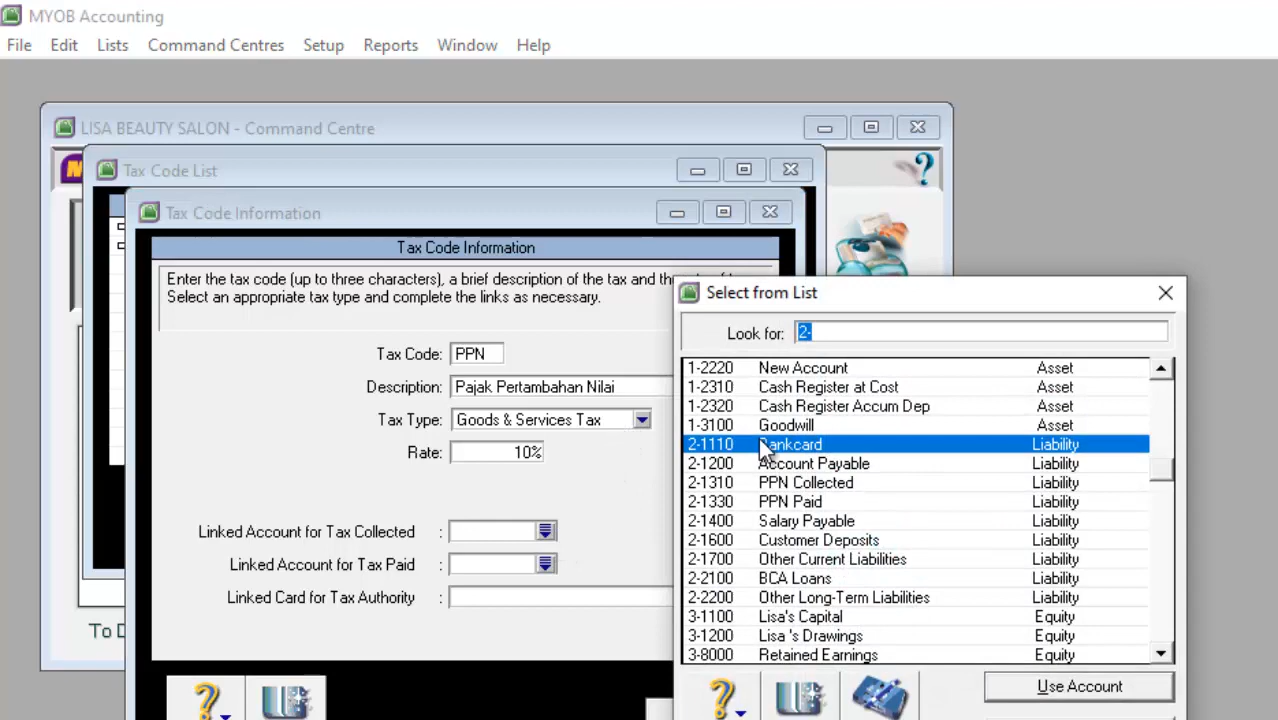 MYOB Accounting
File Edit Lists Command Centres Setup Reports Window Help
LISA BEAUTY SALON - Command Centre
Tax Code List
Tax Code Information
Tax Code Information
Enter the tax code (up to three characters), a brief description of the tax and the
Select an appropriate tax type and complete the links as necessary.
Tax Code: PPN
Description: Pajak Pertambahan Nilai
Tax Type: Goods & Services Tax
Rate: 10%
Linked Account for Tax Collected :
Linked Account for Tax Paid :
Linked Card for Tax Authority :
To D
Select from List
Look for: 2-
1-2220 New Account Asset
1-2310 Cash Register at Cost Asset
1-2320 Cash Register Accum Dep Asset
1-3100 Goodwill Asset
2-1110 Bankcard Liability
2-1200 Account Payable Liability
2-1310 PPN Collected Liability
2-1330 PPN Paid Liability
2-1400 Salary Payable Liability
2-1600 Customer Deposits Liability
2-1700 Other Current Liabilities Liability
2-2100 BCA Loans Liability
2-2200 Other Long-Term Liabilities Liability
3-1100 Lisa's Capital Equity
3-1200 Lisa 's Drawings Equity
3-8000 Retained Earnings Equity
Use Account